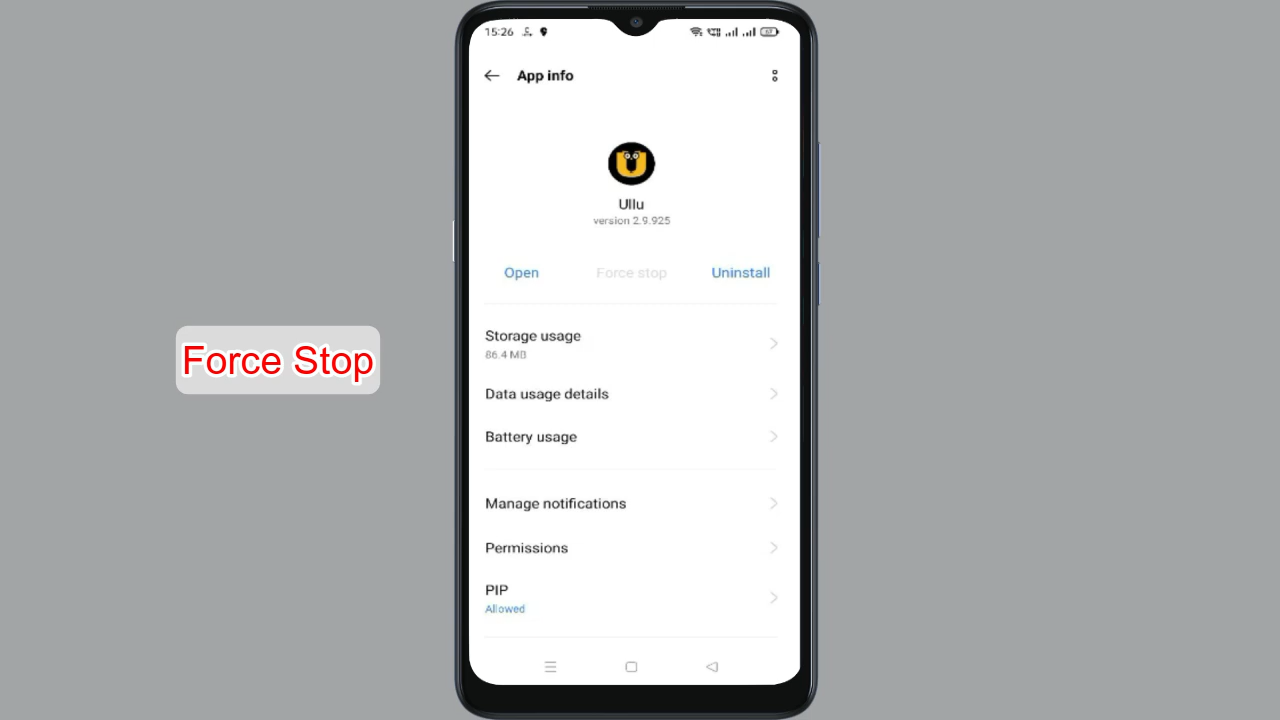 15:26
App info
Ullu
version 2.9.925
Open
Force stop
Uninstall
Force Stop
Storage usage
86.4 MB
Data usage details
Battery usage
Manage notifications
Permissions
PIP
Allowed